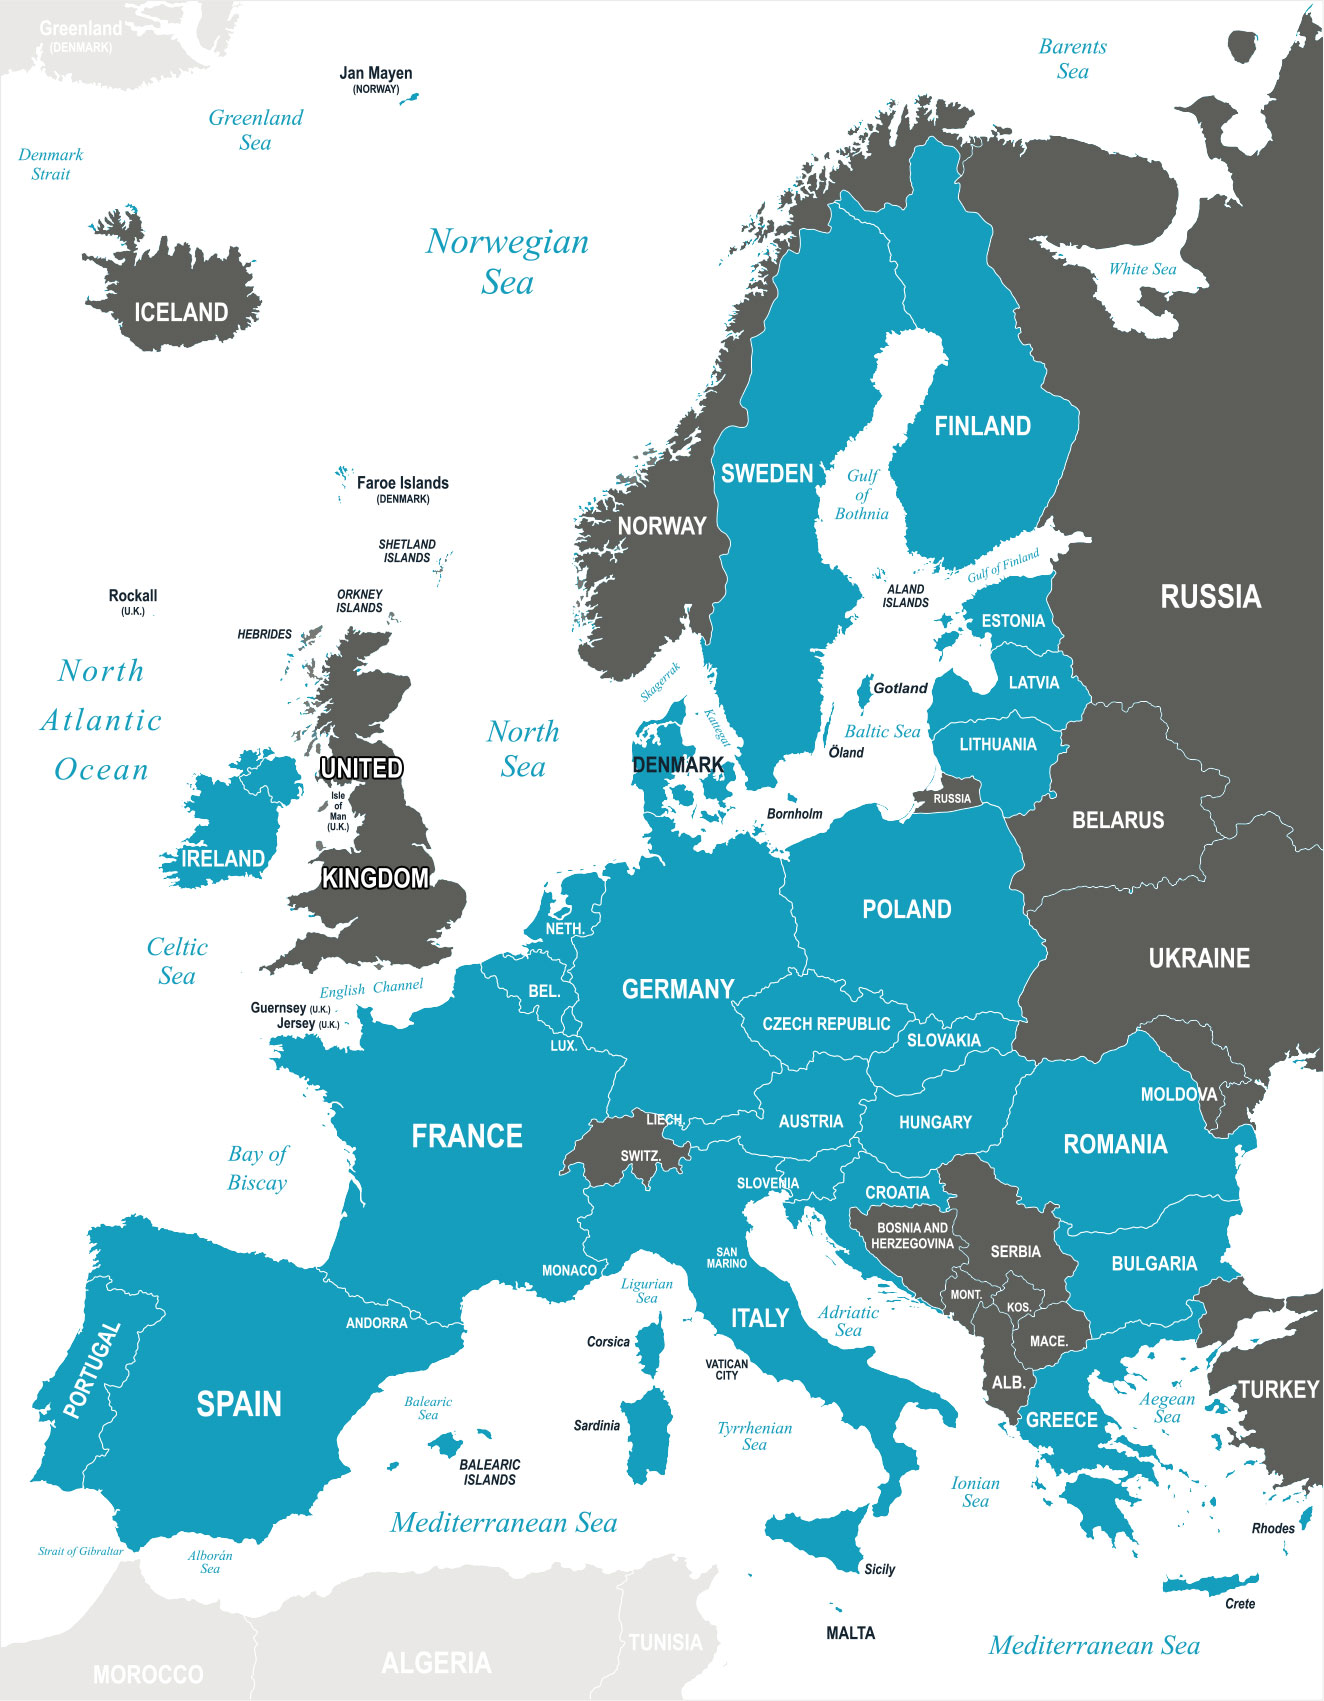 Greenland
(DENMARK)
Barents
Sea
Jan Mayen
(NORWAY)
Greenland
Sea
Denmark
Strait
Norwegian
Sea
White Sea
ICELAND
FINLAND
SWEDEN
Gulf
of
Bothnia
Faroe Islands
(DENMARK)
NORWAY
SHETLAND
ISLANDS
Gulf of Finland
ALAND
ISLANDS
RUSSIA
Rockall
(U.K.)
ORKNEY
ISLANDS
HEBRIDES
ESTONIA
North
Atlantic
Ocean
Skagerrak
Gotland
LATVIA
Kattegat
North
Sea
Baltic Sea
Öland
LITHUANIA
DENMARK
UNITED
KINGDOM
Isle
of
Man
(U.K.)
RUSSIA
Bornholm
BELARUS
IRELAND
POLAND
NETH.
Celtic
Sea
UKRAINE
English Channel
BEL.
GERMANY
Guernsey (U.K.)
Jersey (U.K.)
CZECH REPUBLIC
SLOVAKIA
LUX.
MOLDOVA
LIECH.
AUSTRIA
HUNGARY
FRANCE
ROMANIA
Bay of
Biscay
SWITZ.
SLOVENIA
CROATIA
BOSNIA AND
HERZEGOVINA
SERBIA
SAN
MARINO
BULGARIA
MONACO
Ligurian
Sea
MONT.
KOS.
ANDORRA
ITALY
Adriatic
Sea
Corsica
MACE.
PORTUGAL
VATICAN
CITY
ALB.
TURKEY
SPAIN
Balearic
Sea
Aegean
Sea
GREECE
Sardinia
Tyrrhenian
Sea
BALEARIC
ISLANDS
Ionian
Sea
Mediterranean Sea
Rhodes
Strait of Gibraltar
Alborán
Sea
Sicily
Crete
MALTA
TUNISIA
Mediterranean Sea
ALGERIA
MOROCCO